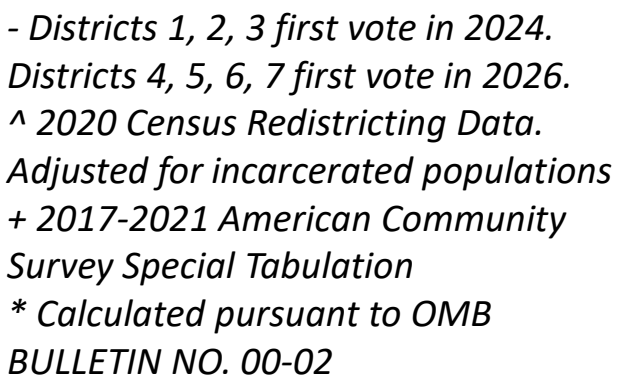 - Districts 1, 2, 3 first vote in 2024.
Districts 4, 5, 6, 7 first vote in 2026.
^ 2020 Census Redistricting Data.
Adjusted for incarcerated populations
+ 2017-2021 American Community
Survey Special Tabulation
* Calculated pursuant to OMB
BULLETIN NO. 00-02